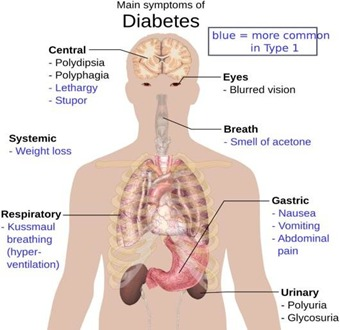 Main symptoms of
Diabetes
blue = more common
in Type 1
Central
- Polydipsia
- Polyphagia
- Lethargy
- Stupor
Eyes
- Blurred vision
Breath
- Smell of acetone
Systemic
- Weight loss
Respiratory
- Kussmaul
breathing
(hyper-
ventilation)
Gastric
- Nausea
- Vomiting
- Abdominal
pain
Urinary
- Polyuria
- Glycosuria